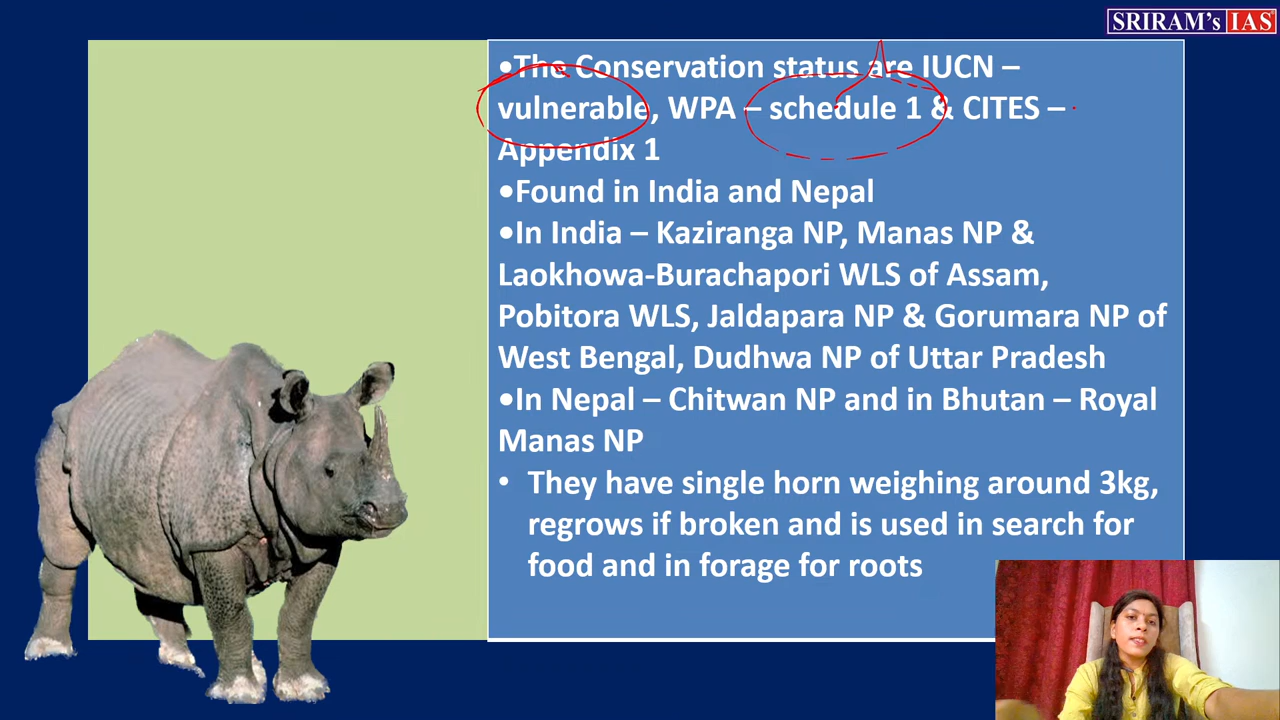 SRIRAM's IAS
•The Conservation status are IUCN –
vulnerable, WPA – schedule 1 & CITES –
Appendix 1
•Found in India and Nepal
•In India – Kaziranga NP, Manas NP &
Laokhowa-Burachapori WLS of Assam,
Pobitora WLS, Jaldapara NP & Gorumara NP of
West Bengal, Dudhwa NP of Uttar Pradesh
•In Nepal – Chitwan NP and in Bhutan – Royal
Manas NP
• They have single horn weighing around 3kg,
regrows if broken and is used in search for
food and in forage for roots